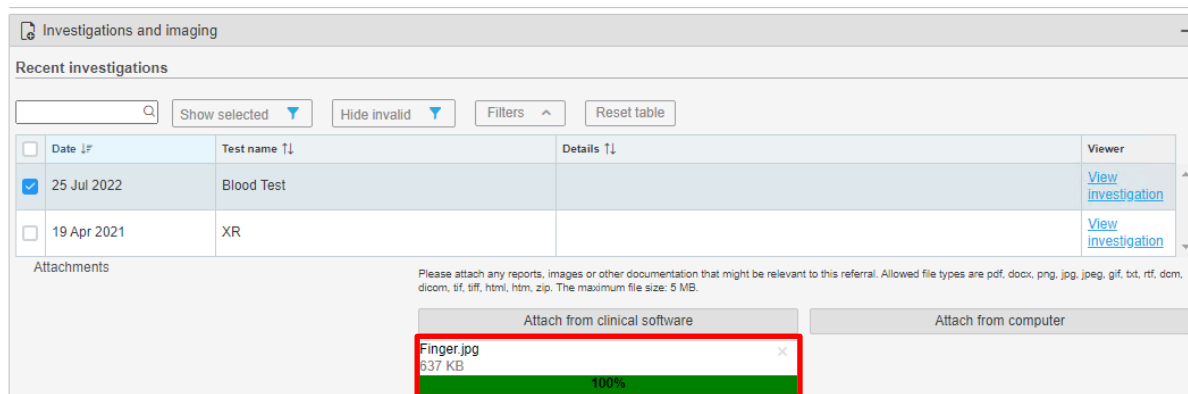 Investigations and imaging
Recent investigations
Show selected Hide invalid Filters Reset table
Date Test name Details Viewer
25 Jul 2022 Blood Test View investigation
19 Apr 2021 XR View investigation
Attachments
Please attach any reports, images or other documentation that might be relevant to this referral. Allowed file types are pdf, docx, png, jpg, jpeg, gif, txt, rtf, dcm,
dicom, tif, tiff, html, htm, zip. The maximum file size: 5 MB.
Attach from clinical software Attach from computer
Finger.jpg
637 KB
100%